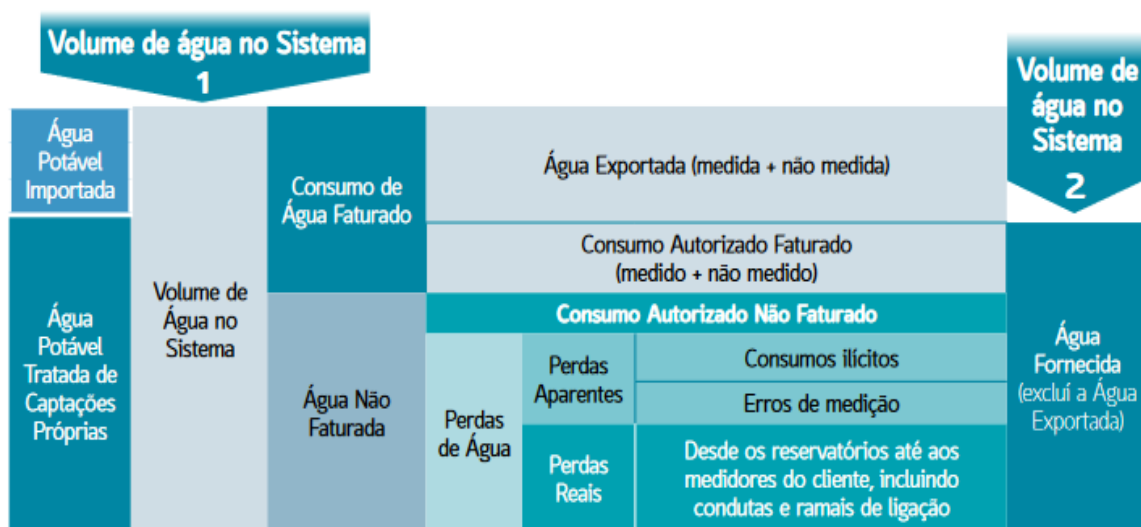 Volume de água no Sistema
1
Volume de
água no
Sistema
2
Água
Potável
Importada
Água
Potável
Tratada de
Captações
Próprias
Volume de
Água no
Sistema
Consumo de
Água Faturado
Água Não
Faturada
Água Exportada (medida + não medida)
Consumo Autorizado Faturado
(medido + não medido)
Consumo Autorizado Não Faturado
Perdas
de Água
Perdas
Aparentes
Consumos ilícitos
Erros de medição
Perdas
Reais
Desde os reservatórios até aos
medidores do cliente, incluindo
condutas e ramais de ligação
Água
Fornecida
(excluí a Água
Exportada)